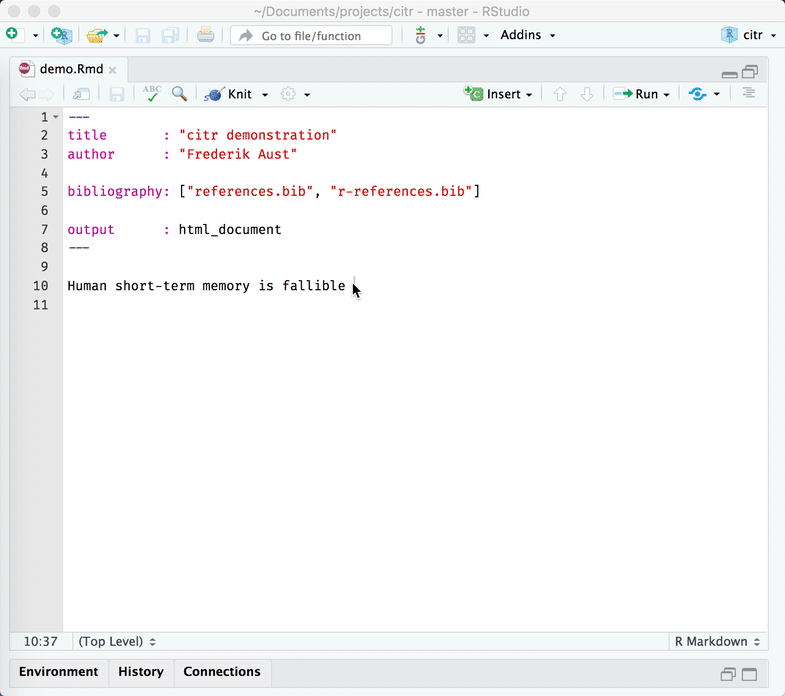 ~/Documents/projects/citr - master - RStudio
Go to file/function
Addins
citr
demo.Rmd
ABC
Knit
Insert
Run
1 ---
2 title       : "citr demonstration"
3 author      : "Frederik Aust"
4
5 bibliography: ["references.bib", "r-references.bib"]
6
7 output      : html_document
8 ---
9
10 Human short-term memory is fallible
11
10:37 (Top Level) R Markdown
Environment History Connections